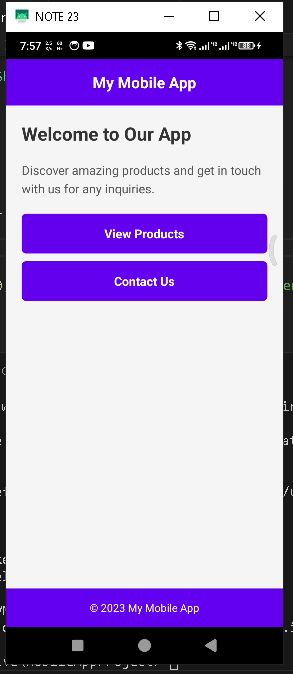 NOTE 23
7:57
88
My Mobile App
Welcome to Our App
Discover amazing products and get in touch
with us for any inquiries.
View Products
Contact Us
© 2023 My Mobile App